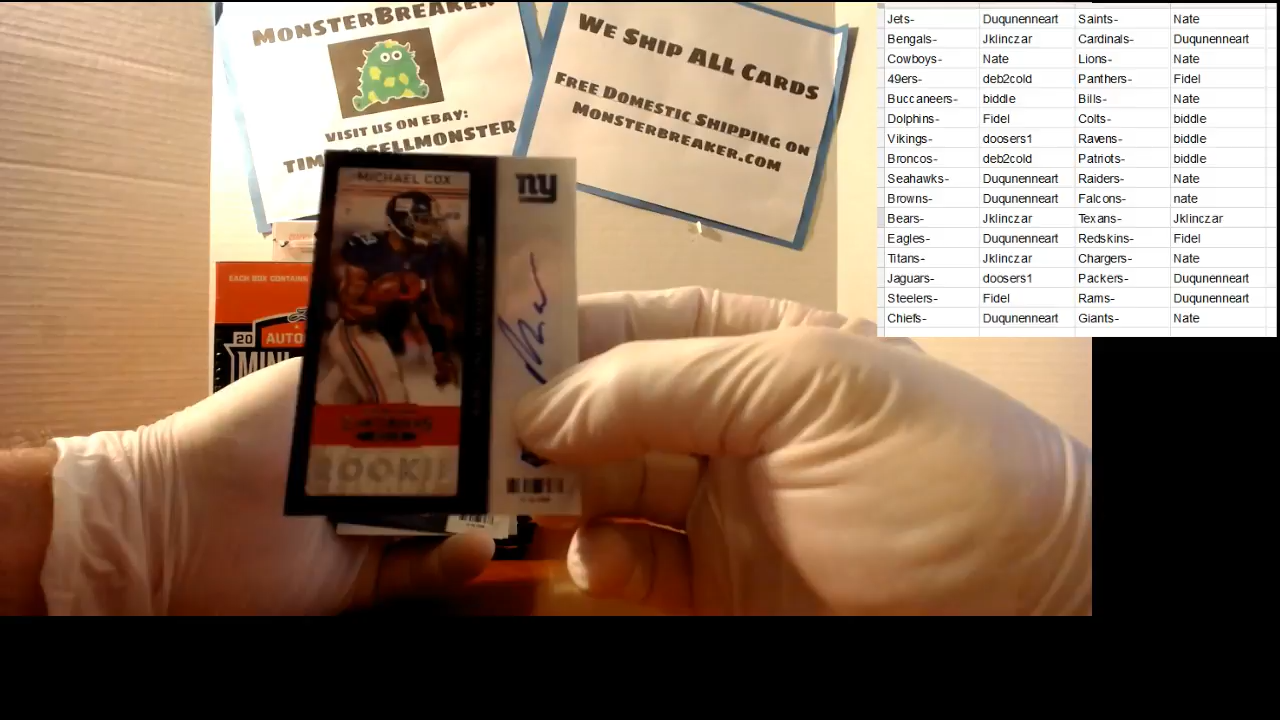 MONSTERBREAKER
VISIT US ON EBAY:
WE SHIP ALL CARDS
FREE DOMESTIC SHIPPING ON
MONSTERBREAKER.COM
MICHAEL COX
ny
ROOKIE
EACH BOX CONTAINS
20
AUTO
MINI
Jets- Duqunenneart Saints- Nate
Bengals- Jklinczar Cardinals- Duqunenneart
Cowboys- Nate Lions- Nate
49ers- deb2cold Panthers- Fidel
Buccaneers- biddle Bills- Nate
Dolphins- Fidel Colts- biddle
Vikings- doosers1 Ravens- biddle
Broncos- deb2cold Patriots- biddle
Seahawks- Duqunenneart Raiders- Nate
Browns- Duqunenneart Falcons- nate
Bears- Jklinczar Texans- Jklinczar
Eagles- Duqunenneart Redskins- Fidel
Titans- Jklinczar Chargers- Nate
Jaguars- doosers1 Packers- Duqunenneart
Steelers- Fidel Rams- Duqunenneart
Chiefs- Duqunenneart Giants- Nate